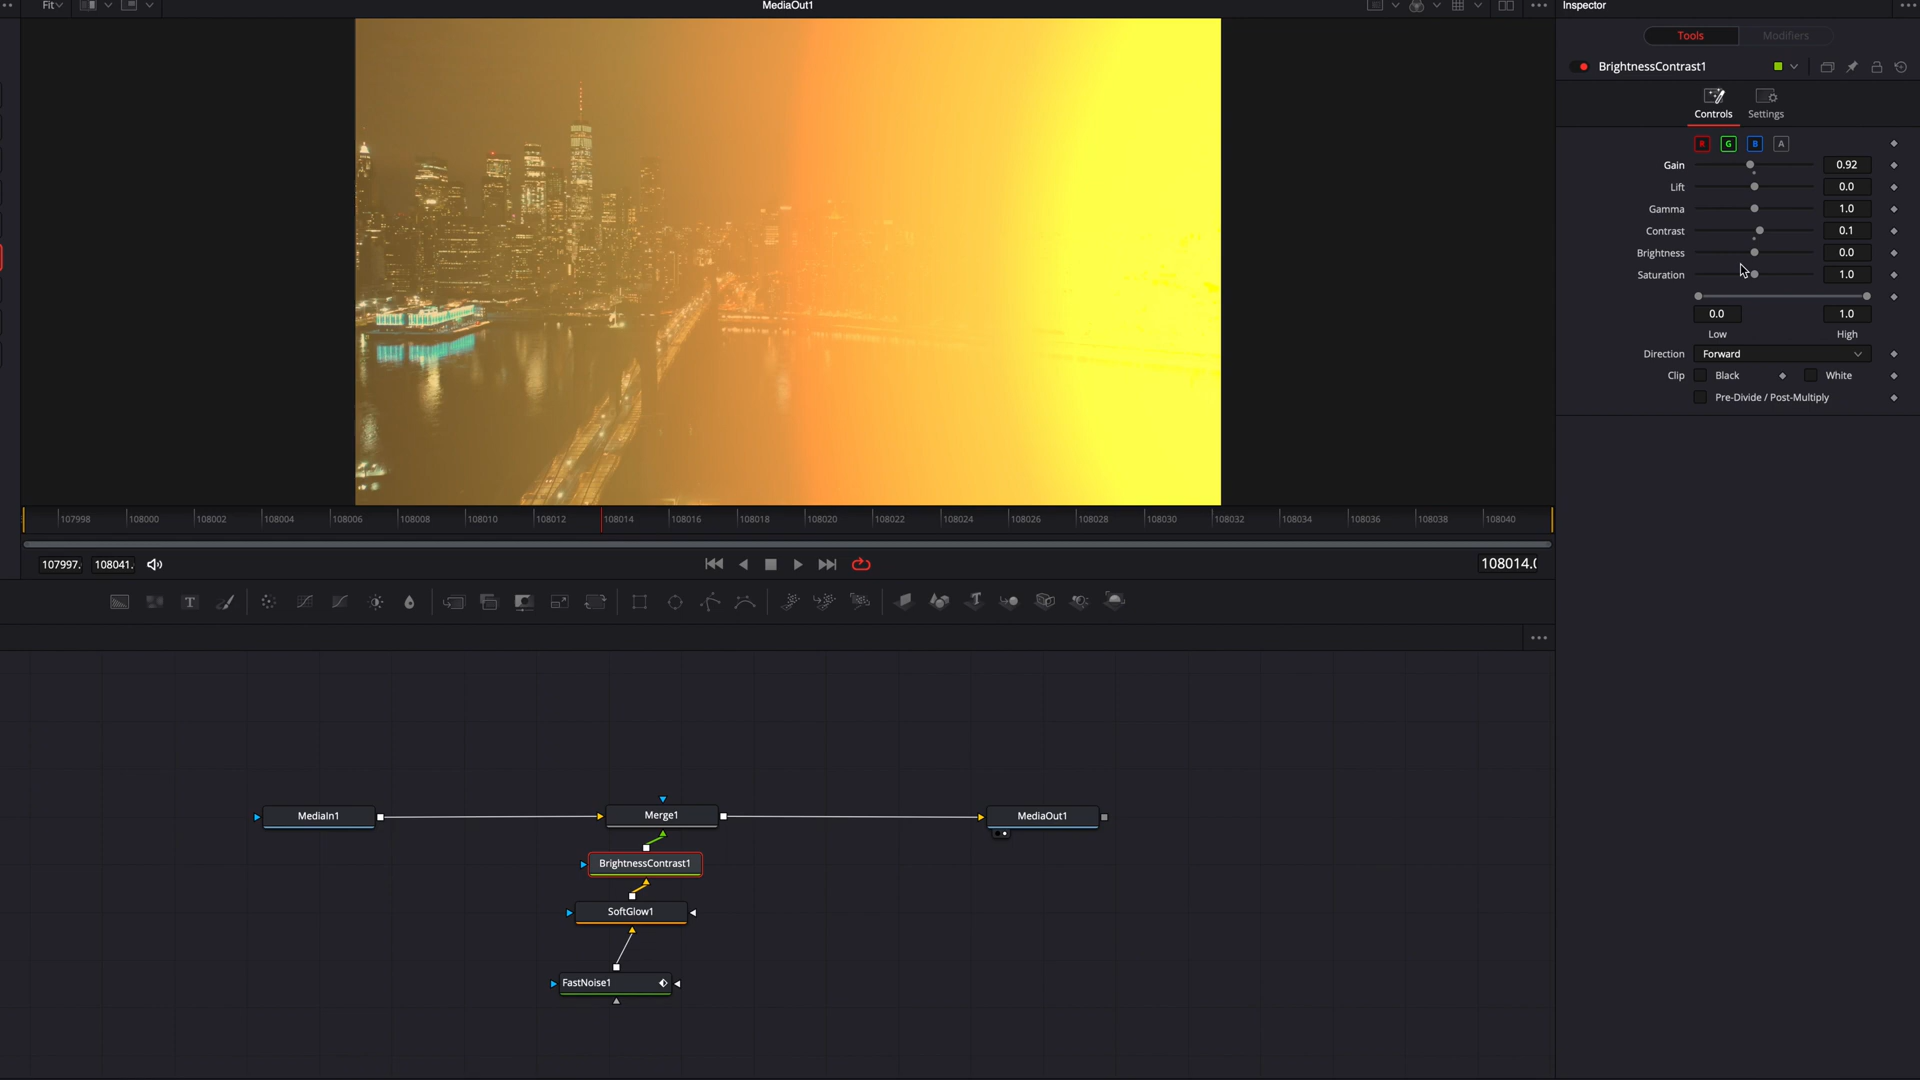 Fit
MediaOut1
Inspector
Tools
Modifiers
BrightnessContrast1
Controls
Settings
R
G
B
A
Gain
0.92
Lift
0.0
Gamma
1.0
Contrast
0.1
Brightness
0.0
Saturation
1.0
0.0
1.0
Low
High
Direction
Forward
Clip
Black
White
Pre-Divide / Post-Multiply
107998
108000
108002
108004
108006
108008
108010
108012
108014
108016
108018
108020
108022
108024
108026
108028
108030
108032
108034
108036
108038
108040
107997.
108041.
108014.0
T
T
MediaIn1
Merge1
MediaOut1
BrightnessContrast1
SoftGlow1
FastNoise1